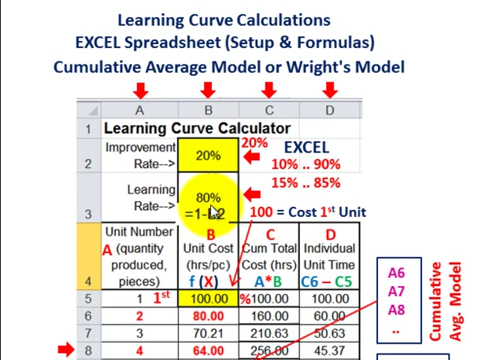 Learning Curve Calculations
EXCEL Spreadsheet (Setup & Formulas)
Cumulative Average Model or Wright's Model
A B C D
1 Learning Curve Calculator
2 Improvement Rate--> 20% 20% EXCEL
10% .. 90%
15% .. 85%
3 Learning Rate--> 80%
100 = Cost 1st Unit
4 Unit Number A (quantity produced, pieces)
B Unit Cost (hrs/pc) f (X)
C Cum Total Cost (hrs) A*B
D Individual Unit Time C6 – C5
5 1 1st 100.00 % 100.00 100.00
6 2 80.00 160.00 60.00
7 3 70.21 210.63 50.63
8 4 64.00 256.00 45.37
A6
A7
A8
..
Cumulative
Avg. Model